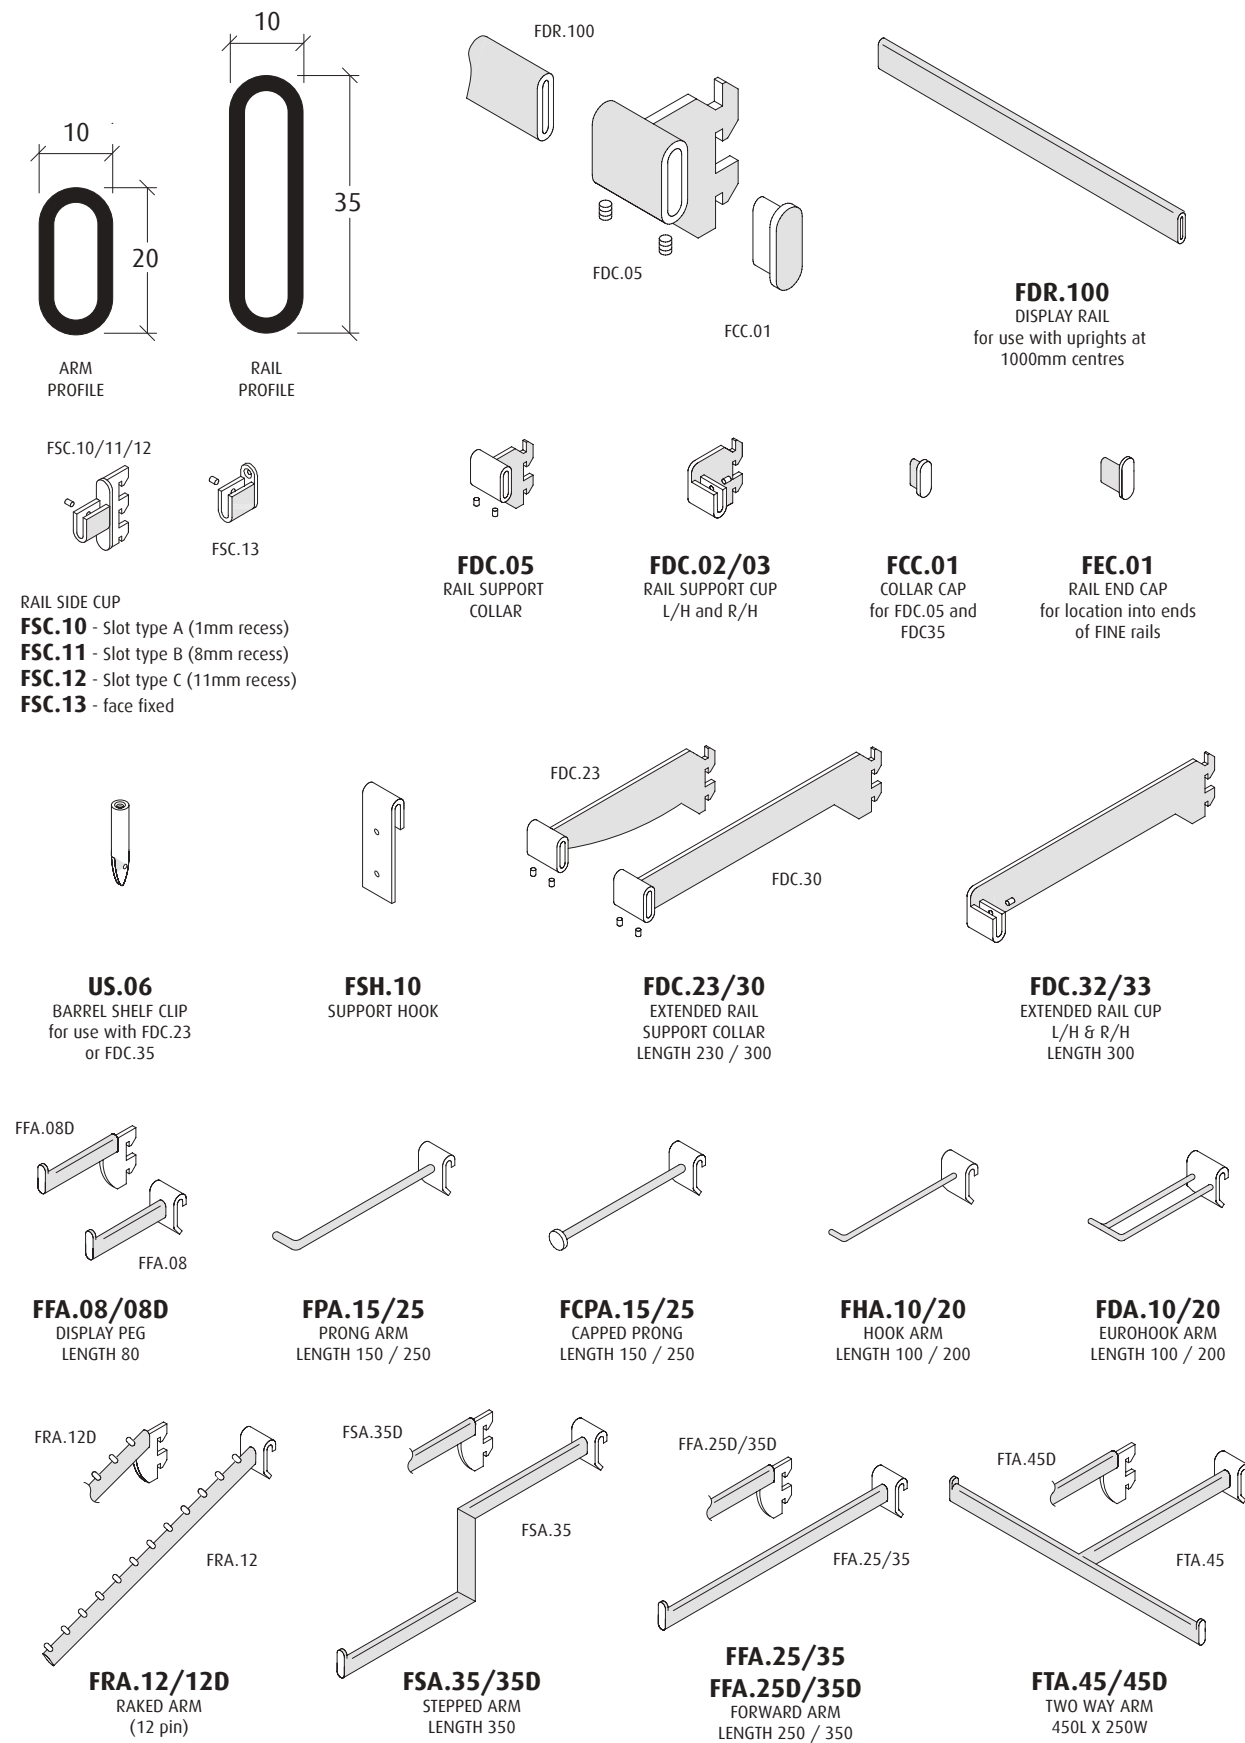 10
10
20
35
ARM
PROFILE
RAIL
PROFILE
FDR.100
FDC.05
FCC.01
FDR.100
DISPLAY RAIL
for use with uprights at
1000mm centres
FSC.10/11/12
FSC.13
RAIL SIDE CUP
FSC.10 - Slot type A (1mm recess)
FSC.11 - Slot type B (8mm recess)
FSC.12 - Slot type C (11mm recess)
FSC.13 - face fixed
FDC.05
RAIL SUPPORT
COLLAR
FDC.02/03
RAIL SUPPORT CUP
L/H and R/H
FCC.01
COLLAR CAP
for FDC.05 and
FDC35
FEC.01
RAIL END CAP
for location into ends
of FINE rails
US.06
BARREL SHELF CLIP
for use with FDC.23
or FDC.35
FSH.10
SUPPORT HOOK
FDC.23
FDC.30
FDC.23/30
EXTENDED RAIL
SUPPORT COLLAR
LENGTH 230 / 300
FDC.32/33
EXTENDED RAIL CUP
L/H & R/H
LENGTH 300
FFA.08D
FFA.08
FFA.08/08D
DISPLAY PEG
LENGTH 80
FPA.15/25
PRONG ARM
LENGTH 150 / 250
FCPA.15/25
CAPPED PRONG
LENGTH 150 / 250
FHA.10/20
HOOK ARM
LENGTH 100 / 200
FDA.10/20
EUROHOOK ARM
LENGTH 100 / 200
FRA.12D
FRA.12
FRA.12/12D
RAKED ARM
(12 pin)
FSA.35D
FSA.35
FSA.35/35D
STEPPED ARM
LENGTH 350
FFA.25D/35D
FFA.25/35
FFA.25/35
FFA.25D/35D
FORWARD ARM
LENGTH 250 / 350
FTA.45D
FTA.45
FTA.45/45D
TWO WAY ARM
450L X 250W